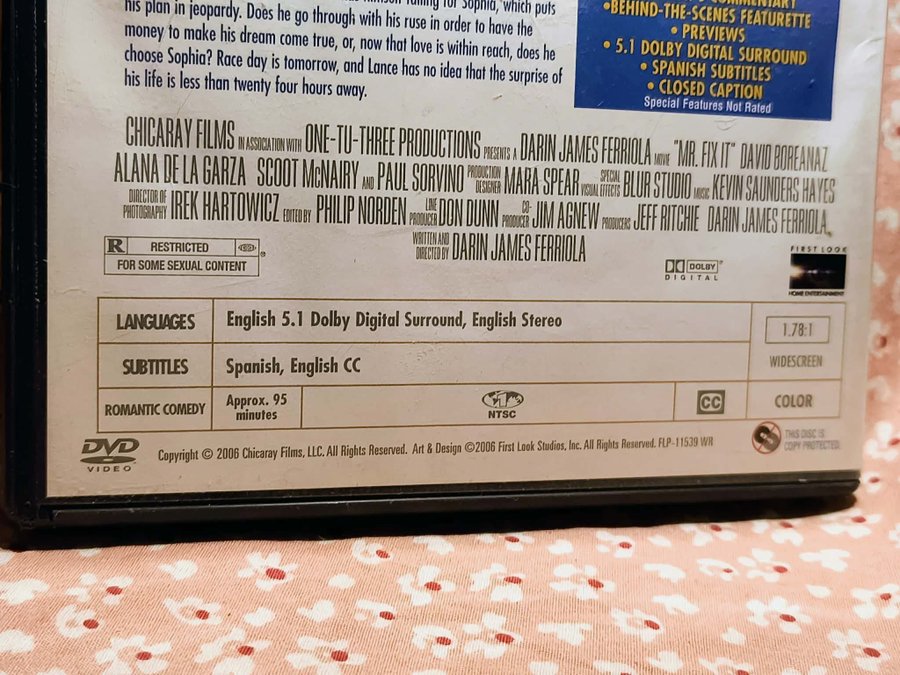 himself falling for Sophia, which puts
his plan in jeopardy. Does he go through with his ruse in order to have the
money to make his dream come true, or, now that love is within reach, does he
choose Sophia? Race day is tomorrow, and Lance has no idea that the surprise of
his life is less than twenty four hours away.
COMMENTARY
•BEHIND-THE-SCENES FEATURETTE
• PREVIEWS
• 5.1 DOLBY DIGITAL SURROUND
• SPANISH SUBTITLES
• CLOSED CAPTION
Special Features Not Rated
CHICARAY FILMS IN ASSOCIATION WITH ONE-TU-THREE PRODUCTIONS PRESENTS A DARIN JAMES FERRIOLA MOVIE "MR. FIX IT" DAVID BOREANAZ
ALANA DE LA GARZA SCOOT McNAIRY AND PAUL SORVINO PRODUCTION DESIGNER MARA SPEAR SPECIAL VISUAL EFFECTS BLUR STUDIO MUSIC KEVIN SAUNDERS HAYES
DIRECTOR OF PHOTOGRAPHY IREK HARTOWICZ EDITED BY PHILIP NORDEN LINE PRODUCER DON DUNN CO-PRODUCER JIM AGNEW PRODUCERS JEFF RITCHIE DARIN JAMES FERRIOLA
WRITTEN AND DIRECTED BY DARIN JAMES FERRIOLA
R RESTRICTED ®
FOR SOME SEXUAL CONTENT
DOLBY
DIGITAL
FIRST LOOK
HOME ENTERTAINMENT
LANGUAGES English 5.1 Dolby Digital Surround, English Stereo
1.78:1
WIDESCREEN
SUBTITLES Spanish, English CC
ROMANTIC COMEDY
Approx. 95
minutes
NTSC
CC
COLOR
DVD
VIDEO
Copyright © 2006 Chicaray Films, LLC. All Rights Reserved. Art & Design ©2006 First Look Studios, Inc. All Rights Reserved. FLP-11539 WR
THIS DISC IS
COPY PROTECTED.